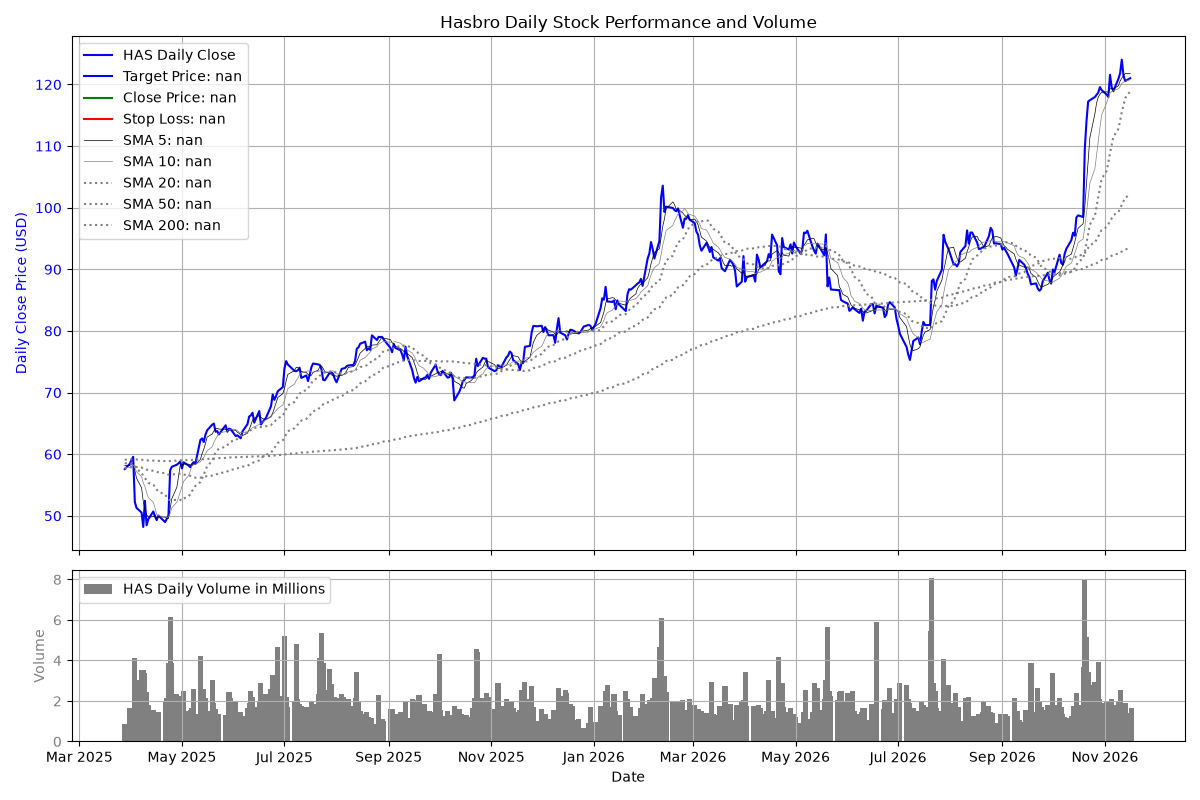 Hasbro Daily Stock Performance and Volume
HAS Daily Close
Target Price: nan
Close Price: nan
Stop Loss: nan
SMA 5: nan
SMA 10: nan
SMA 20: nan
SMA 50: nan
SMA 200: nan
120
110
100
90
80
70
60
50
Daily Close Price (USD)
HAS Daily Volume in Millions
8
6
4
2
0
Volume
Mar 2025 May 2025 Jul 2025 Sep 2025 Nov 2025 Jan 2026 Mar 2026 May 2026 Jul 2026 Sep 2026 Nov 2026
Date